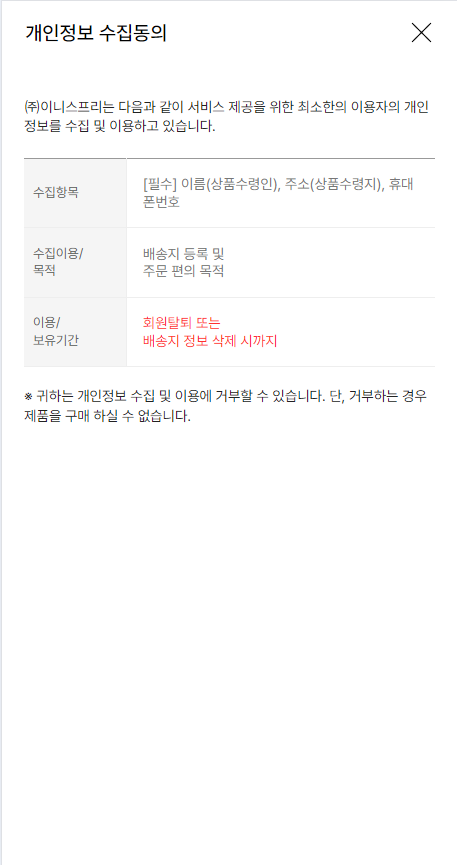 개인정보 수집동의
㈜이니스프리는 다음과 같이 서비스 제공을 위한 최소한의 이용자의 개인
정보를 수집 및 이용하고 있습니다.
수집항목
[필수] 이름(상품수령인), 주소(상품수령지), 휴대
폰번호
수집이용/
목적
배송지 등록 및
주문 편의 목적
이용/
보유기간
회원탈퇴 또는
배송지 정보 삭제 시까지
※ 귀하는 개인정보 수집 및 이용에 거부할 수 있습니다. 단, 거부하는 경우
제품을 구매 하실 수 없습니다.